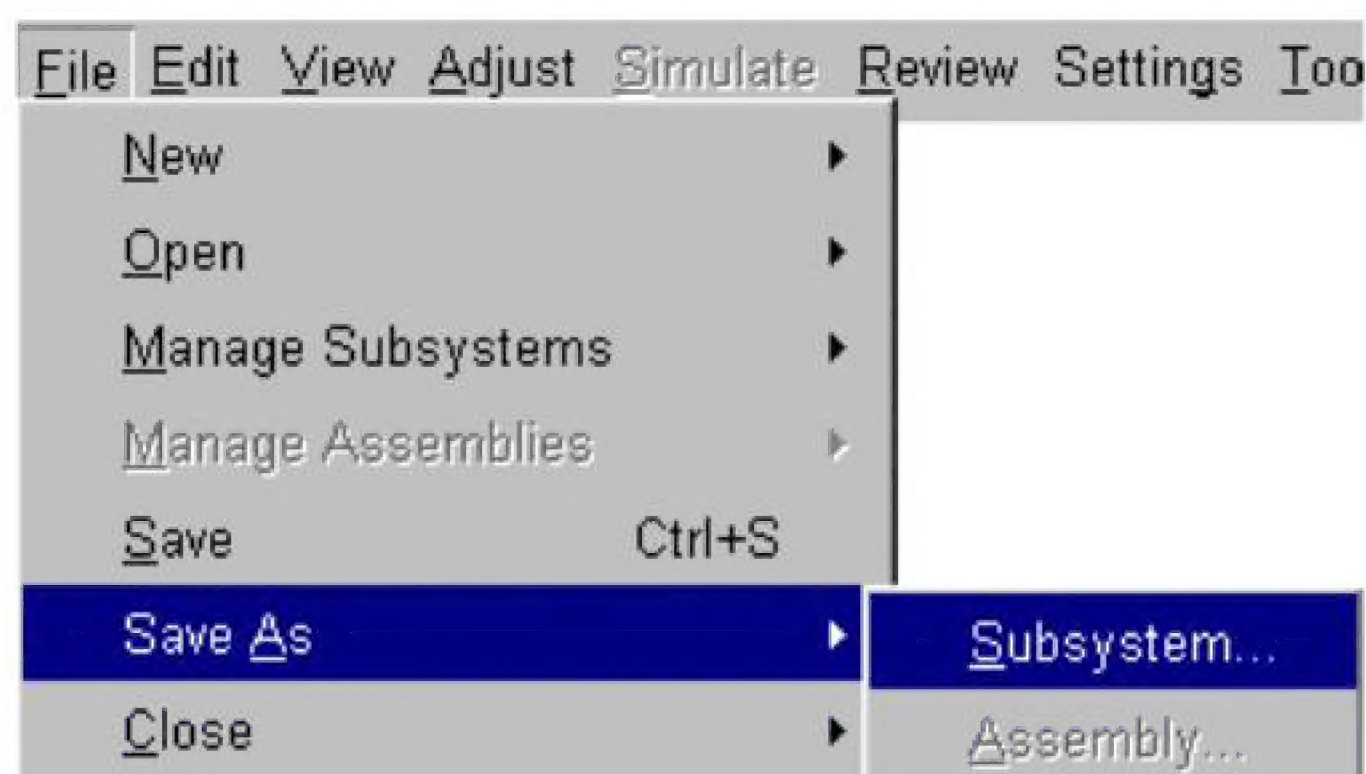 File Edit View Adjust Simulate Review Settings Too
New
Open
Manage Subsystems
Manage Assemblies
Save Ctrl+S
Save As Subsystem...
Close Assembly...